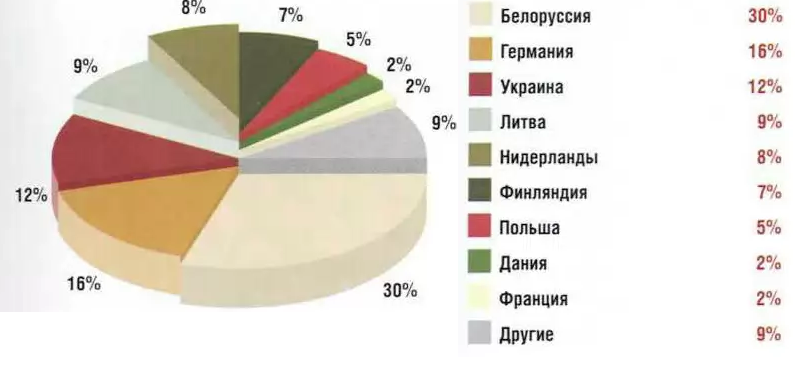 8%
7%
5%
2%
2%
9%
9%
12%
16%
30%
Белоруссия 30%
Германия 16%
Украина 12%
Литва 9%
Нидерланды 8%
Финляндия 7%
Польша 5%
Дания 2%
Франция 2%
Другие 9%